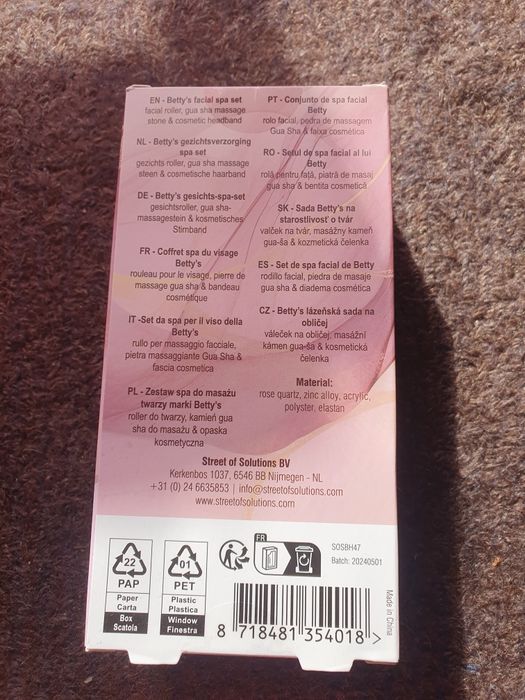 EN - Betty's facial spa set
facial roller, gua sha massage
stone & cosmetic headband
NL - Betty's gezichtsverzorging
spa set
gezichts roller, gua sha massage
steen & cosmetische haarband
DE - Betty's gesichts-spa-set
gesichtsroller, gua sha-
massagestein & kosmetisches
Stirnband
FR - Coffret spa du visage
Betty's
rouleau pour le visage, pierre de
massage gua sha & bandeau
cosmétique
IT -Set da spa per il viso della
Betty's
rullo per massaggio facciale,
pietra massaggiante Gua Sha &
fascia cosmetica
PL - Zestaw spa do masażu
twarzy marki Betty's
roller do twarzy, kamień gua
sha do masażu & opaska
kosmetyczna
PT - Conjunto de spa facial
Betty
rolo facial, pedra de massagem
Gua Sha & faixa cosmética
RO - Setul de spa facial al lui
Betty
rolă pentru față, piatră de masaj
gua sha & bentita cosmetică
SK - Sada Betty's na
starostlivosť o tvár
valček na tvár, masážny kameň
gua-ša & kozmetická čelenka
ES - Set de spa facial de Betty
rodillo facial, piedra de masaje
gua sha & diadema cosmética
CZ - Betty's lázeňská sada na
obličej
váleček na obličej, masážní
kámen gua-ša & kosmetická
čelenka
Material:
rose quartz, zinc alloy, acrylic,
polyster, elastan
Street of Solutions BV
Kerkenbos 1037, 6546 BB Nijmegen - NL
+31 (0) 24 6635853 | info@streetofsolutions.com
www.streetofsolutions.com
22
PAP
Paper
Carta
Box
Scatola
01
PET
Plastic
Plastica
Window
Finestra
FR
SOSBH47
Batch: 20240501
Made in China
8 718481 354018 >